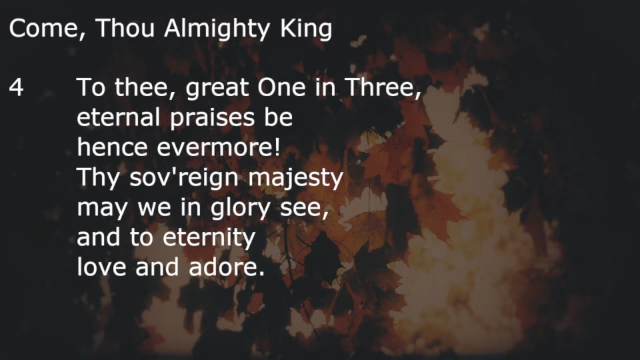 Come, Thou Almighty King
4 To thee, great One in Three,
eternal praises be
hence evermore!
Thy sov'reign majesty
may we in glory see,
and to eternity
love and adore.